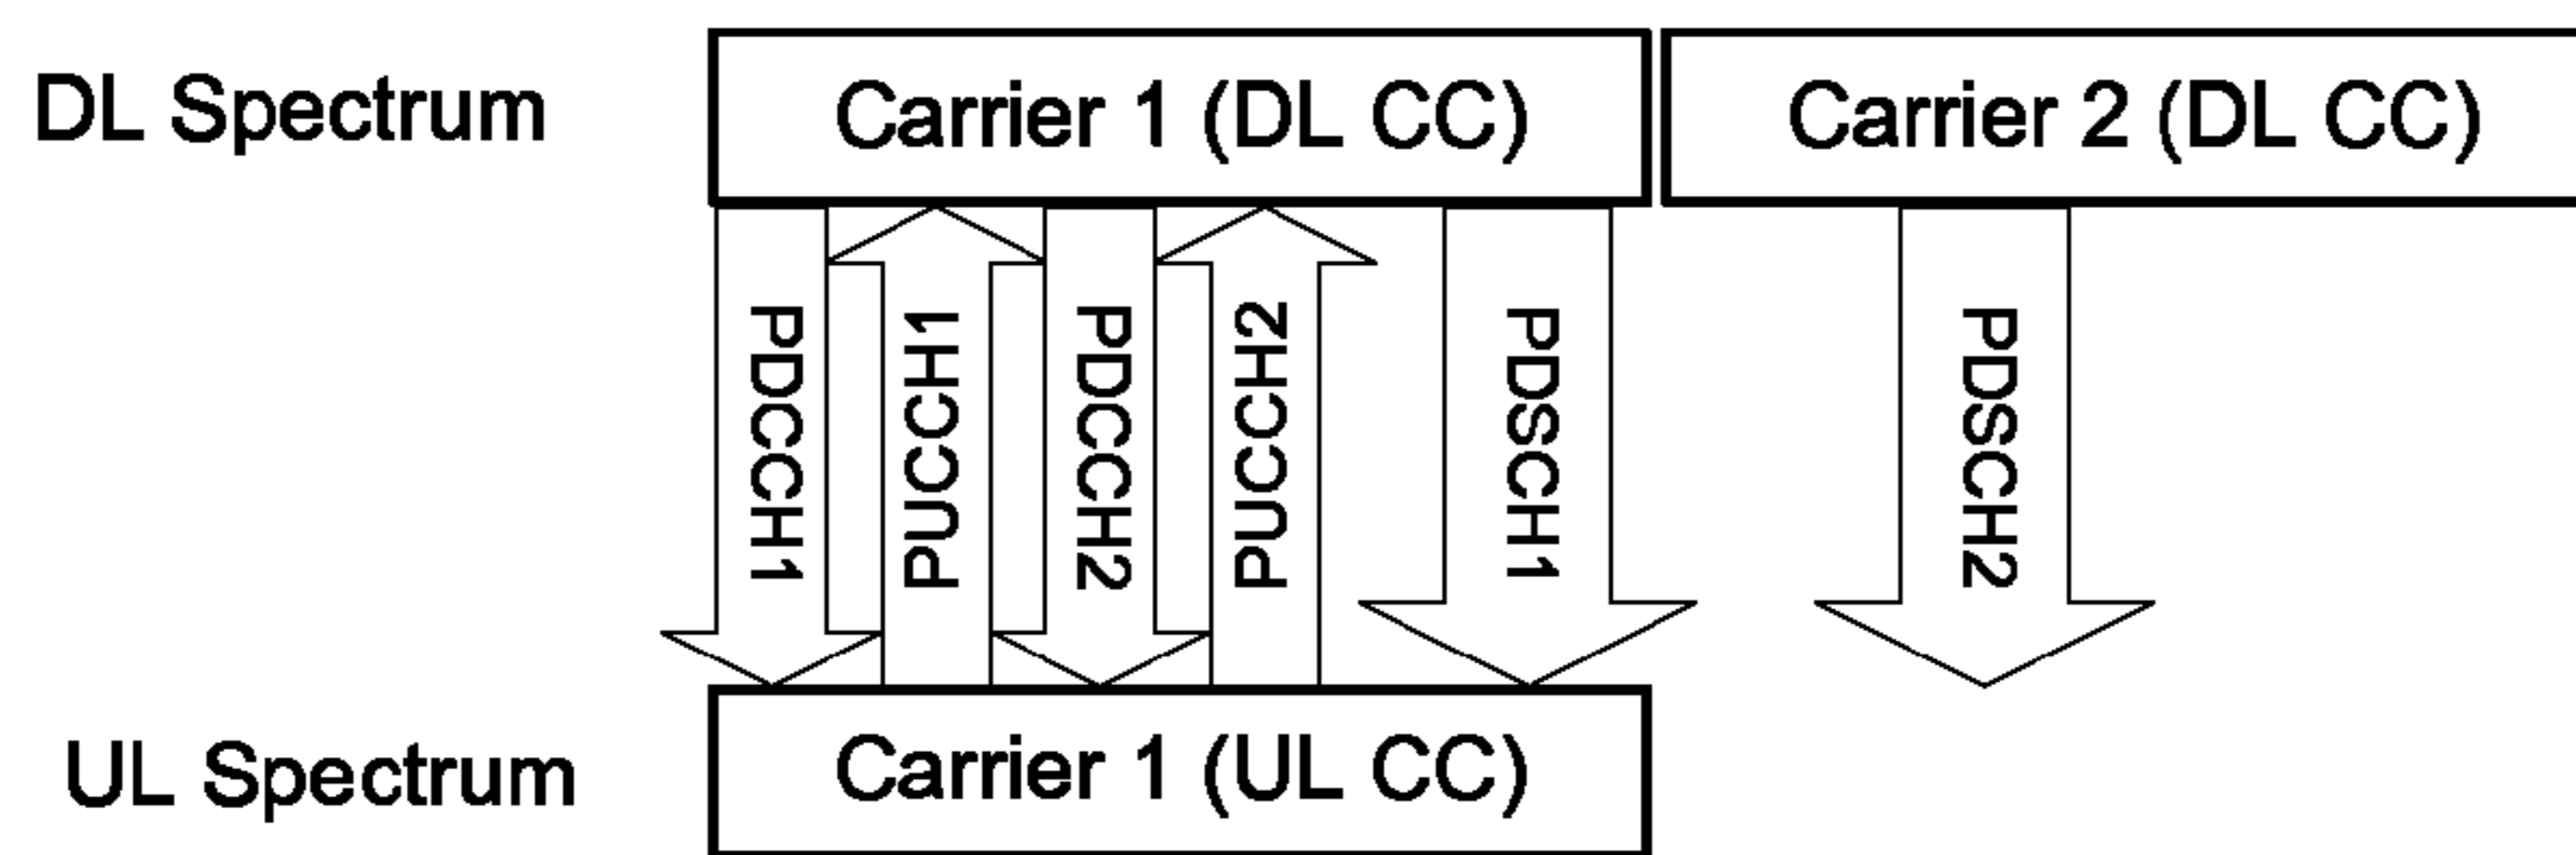 DL Spectrum
Carrier 1 (DL CC)
Carrier 2 (DL CC)
PDCCH1
PUCCH1
PDCCH2
PUCCH2
PDSCH1
PDSCH2
UL Spectrum
Carrier 1 (UL CC)